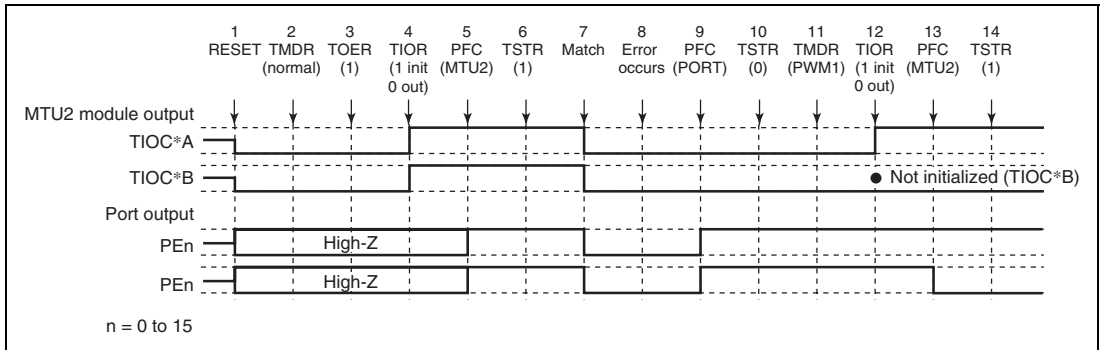 1 2 3 4 5 6 7 8 9 10 11 12 13 14
RESET TMDR TOER TIOR PFC TSTR Match Error PFC TSTR TMDR TIOR PFC TSTR
(normal) (1) (1 init (MTU2) (1) occurs (PORT) (0) (PWM1) (1 init (MTU2) (1)
0 out) 0 out)
MTU2 module output
TIOC*A
TIOC*B ● Not initialized (TIOC*B)
Port output
PEn High-Z
PEn High-Z
n = 0 to 15